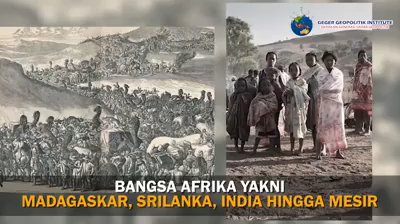 GEGER GEOPOLITIK INSTITUTE
BANGSA AFRIKA YAKNI
MADAGASKAR, SRILANKA, INDIA HINGGA MESIR